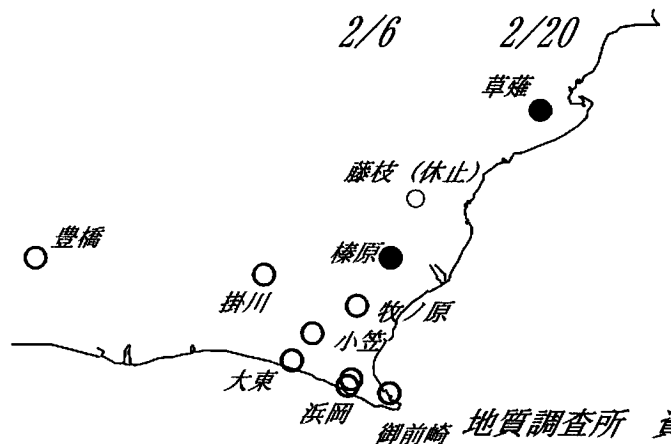 2/6 2/20
草薙
藤枝 (休止)
豊橋
榛原
掛川
牧ノ原
小笠
大東
浜岡
御前崎 地質調査所